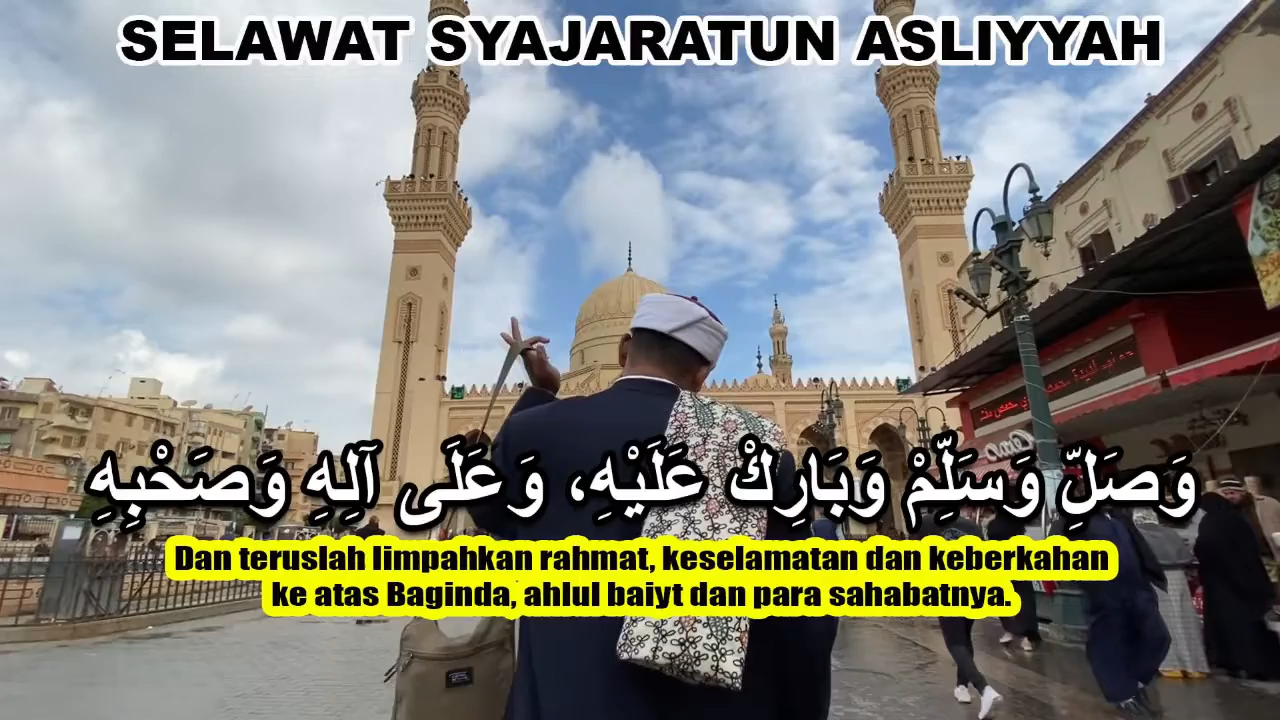 SELAWAT SYAJARATUN ASLIYYAH
وَصَلِّ وَسَلِّمْ وَبَارِكْ عَلَيْهِ، وَعَلَى آلِهِ وَصَحْبِهِ
Dan teruslah limpahkan rahmat, keselamatan dan keberkahan
ke atas Baginda, ahlul baiyt dan para sahabatnya.